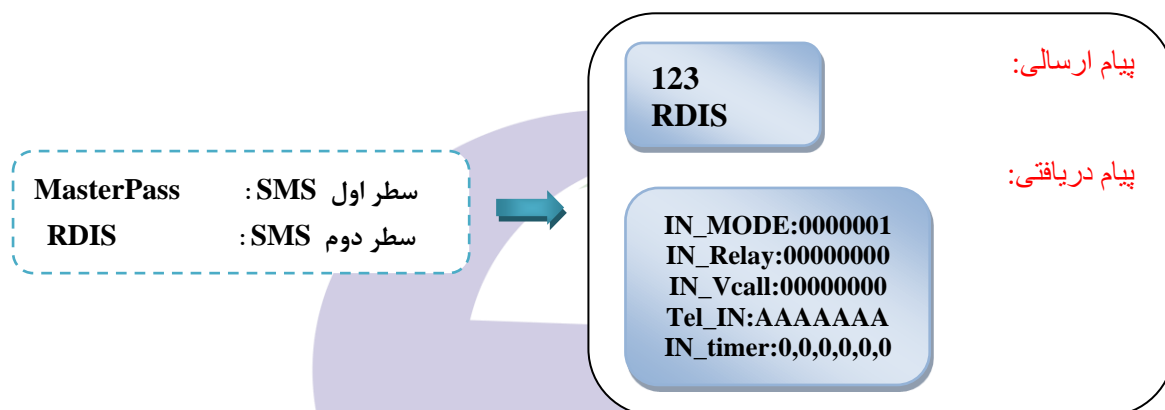 سطر اول SMS : MasterPass
سطر دوم SMS : RDIS
پیام ارسالی:
123
RDIS
پیام دریافتی:
IN_MODE:0000001
IN_Relay:00000000
IN_Vcall:00000000
Tel_IN:AAAAAAA
IN_timer:0,0,0,0,0,0